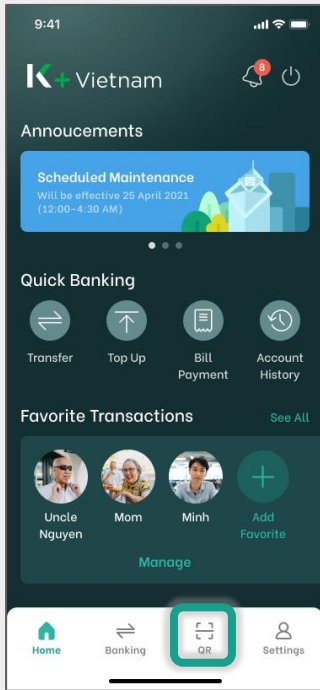 9:41
K+ Vietnam
8
Annoucements
Scheduled Maintenance
Will be effective 25 April 2021
(12:00-4:30 AM)
Quick Banking
Transfer
Top Up
Bill
Payment
Account
History
Favorite Transactions
See All
Uncle
Nguyen
Mom
Minh
Add
Favorite
Manage
Home
Banking
QR
Settings